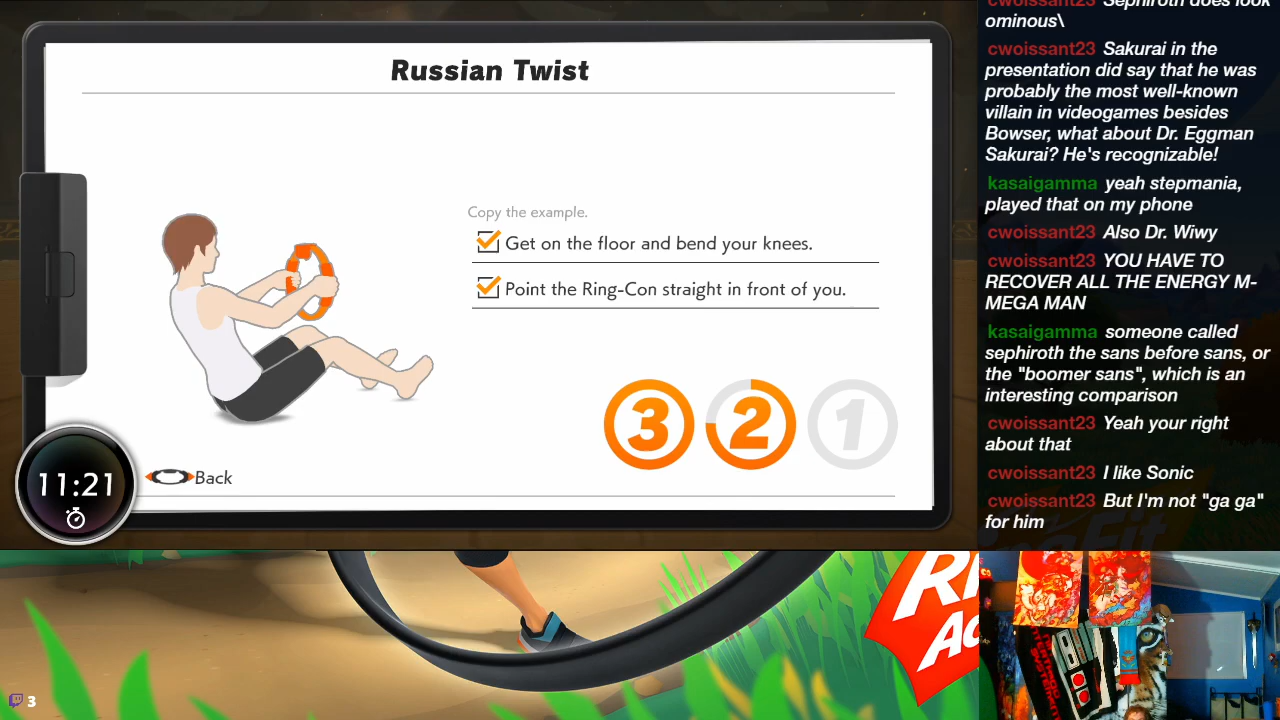 Russian Twist
Copy the example.
Get on the floor and bend your knees.
Point the Ring-Con straight in front of you.
3 2 1
11:21
Back
3
cwoissant23 Sephiroth does look
ominous\
cwoissant23 Sakurai in the
presentation did say that he was
probably the most well-known
villain in videogames besides
Bowser, what about Dr. Eggman
Sakurai? He's recognizable!
kasaigamma yeah stepmania,
played that on my phone
cwoissant23 Also Dr. Wiwy
cwoissant23 YOU HAVE TO
RECOVER ALL THE ENERGY M-
MEGA MAN
kasaigamma someone called
sephiroth the sans before sans, or
the "boomer sans", which is an
interesting comparison
cwoissant23 Yeah your right
about that
cwoissant23 I like Sonic
cwoissant23 But I'm not "ga ga"
for him